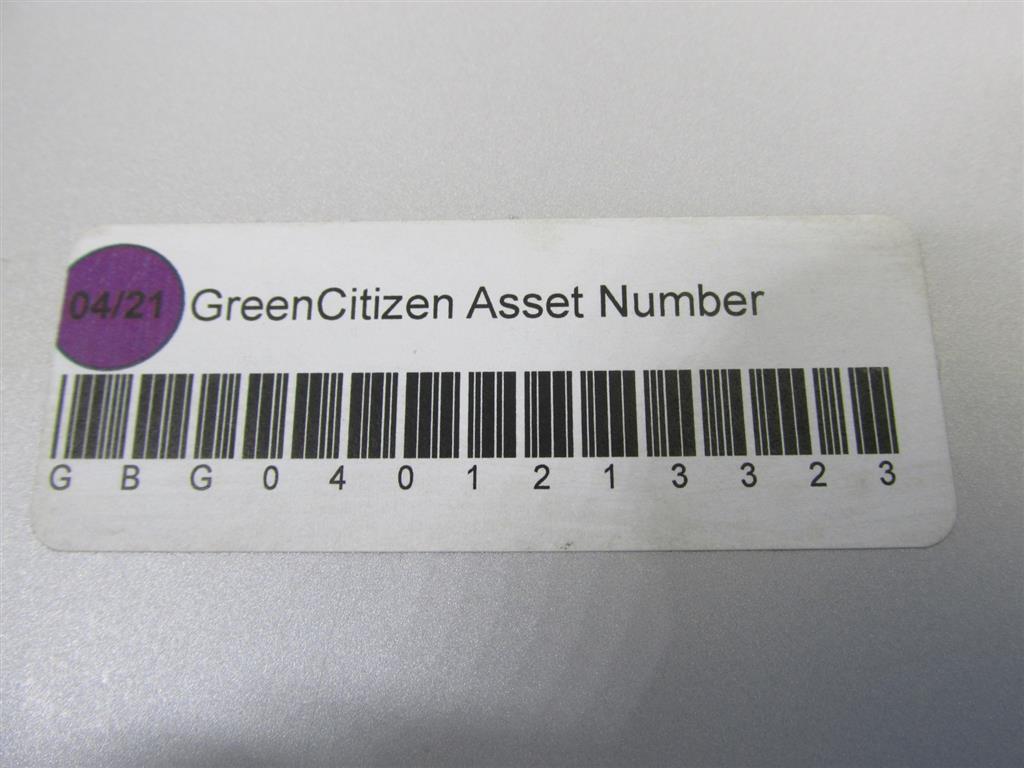 04/21 GreenCitizen Asset Number
G B G 0 4 0 1 2 1 3 3 2 3